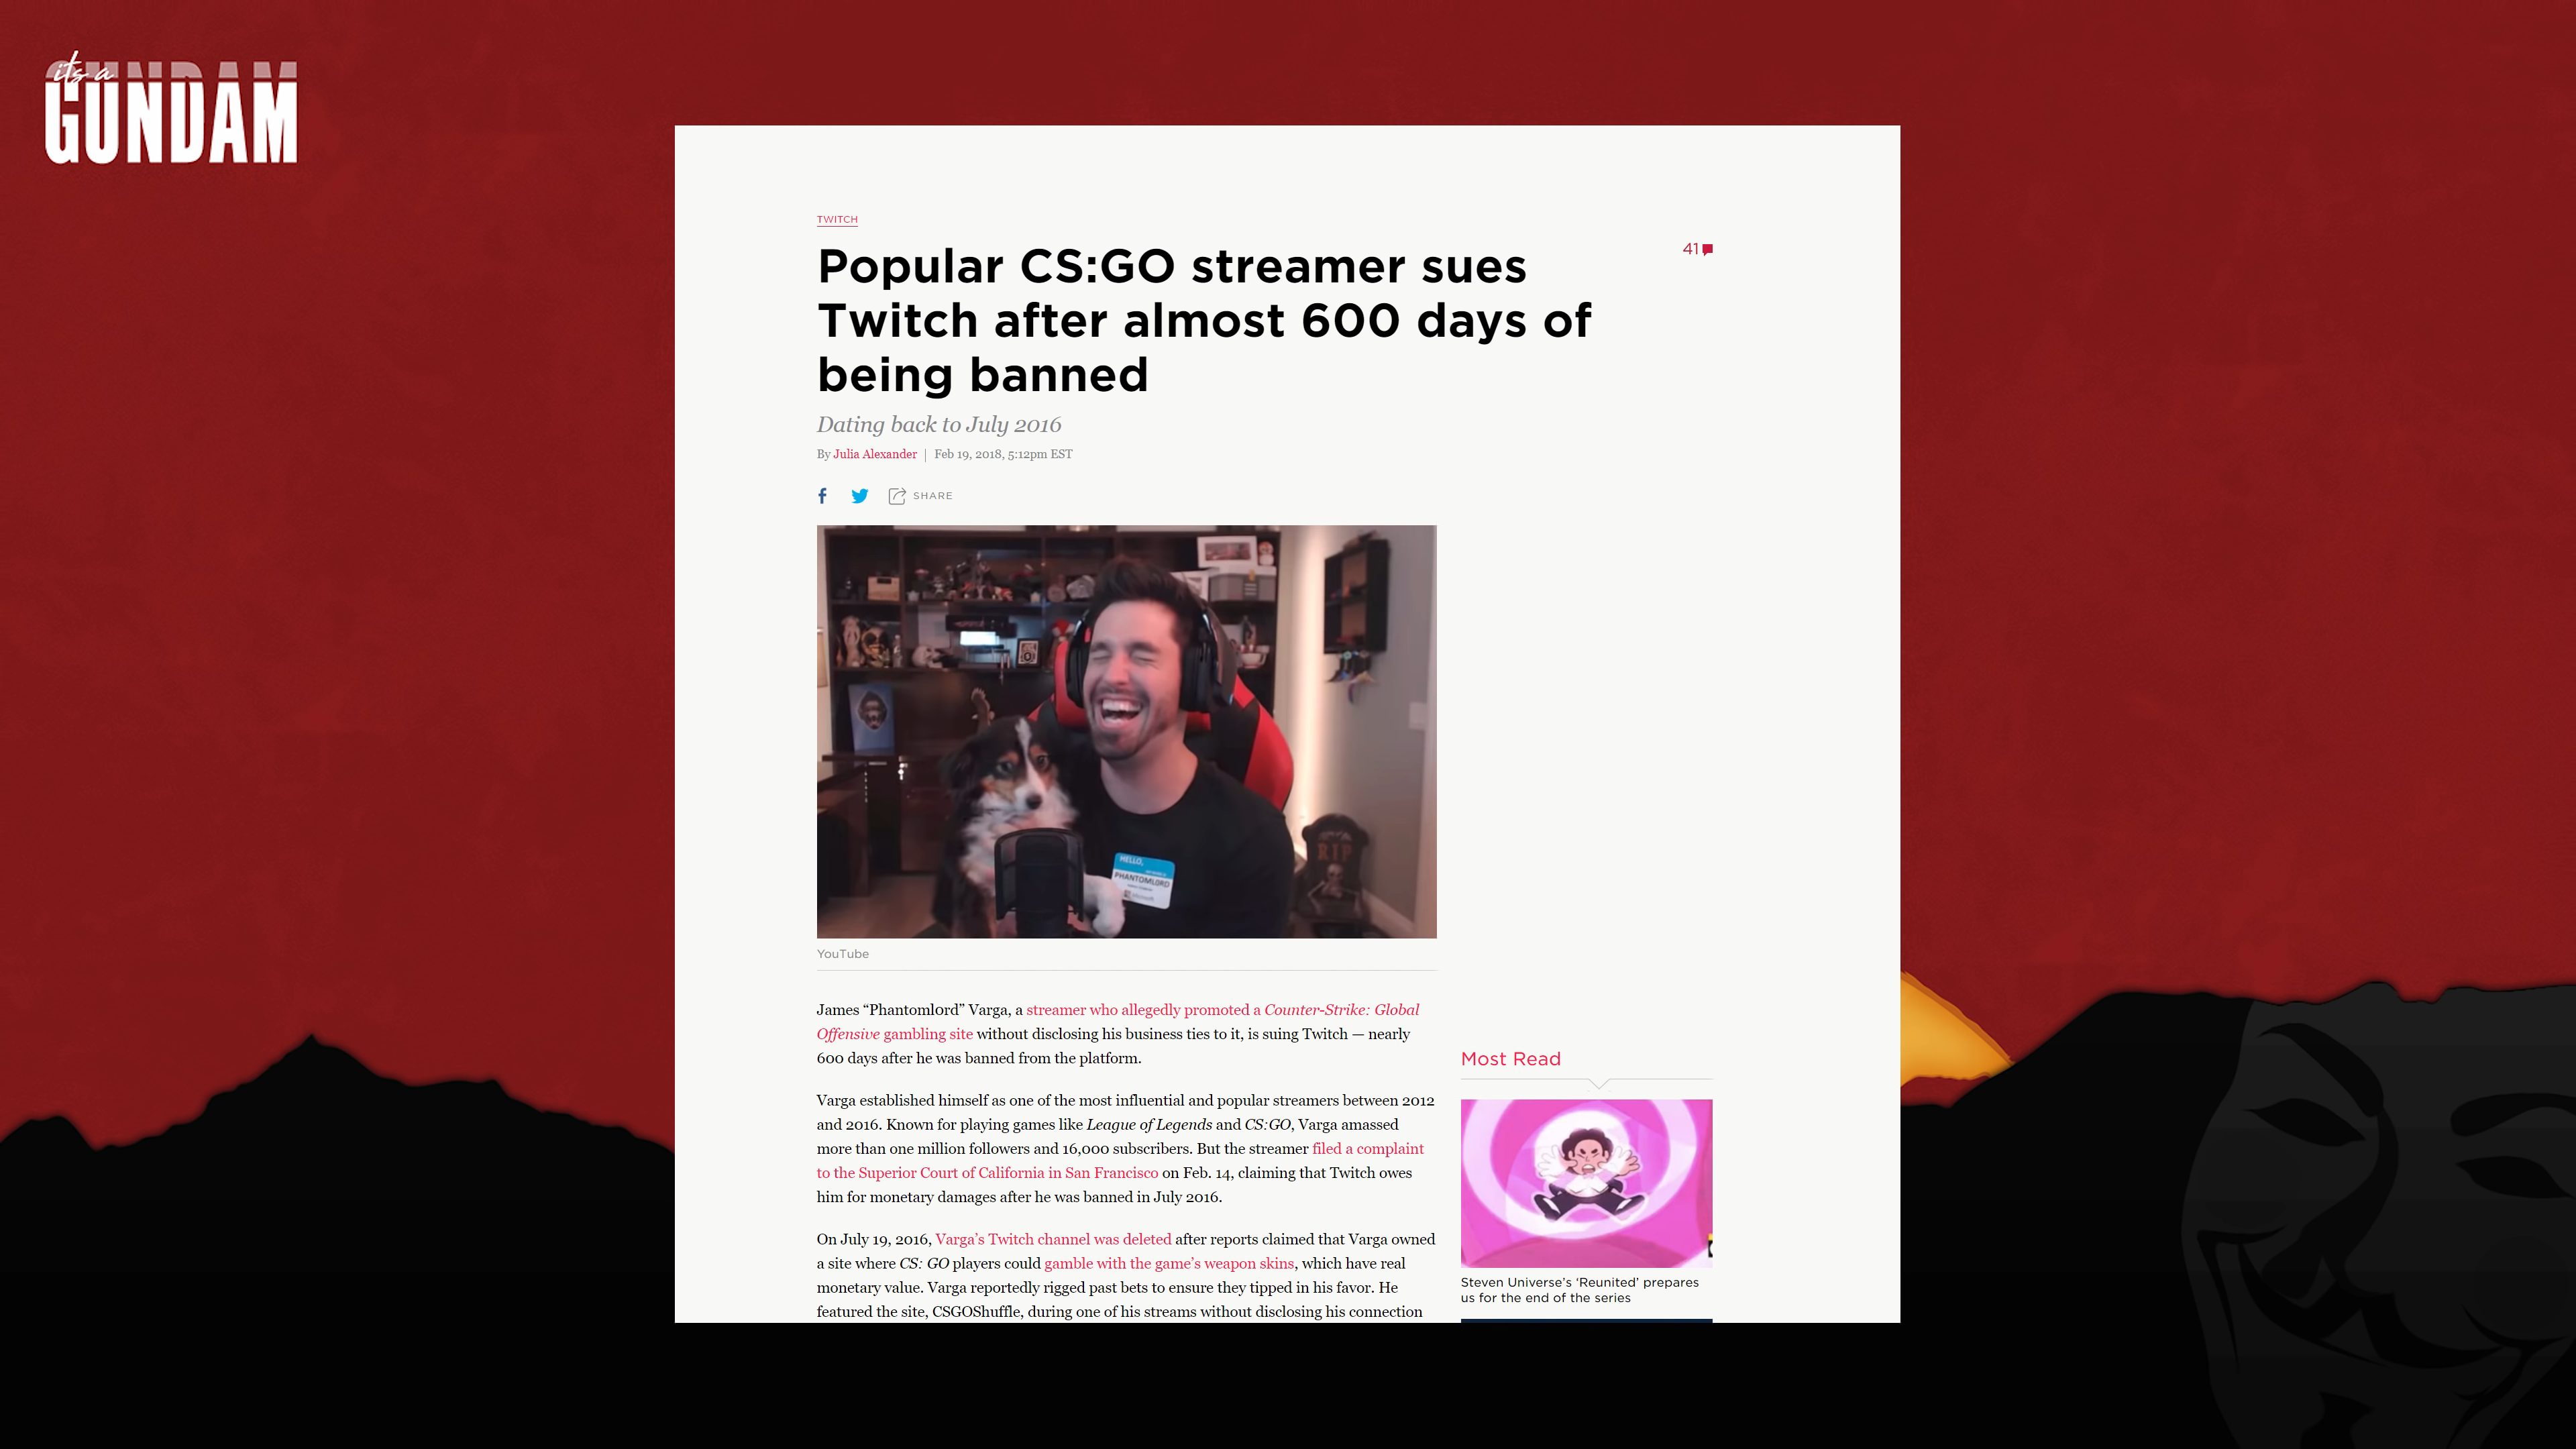 its a
GUNDAM
TWITCH
Popular CS:GO streamer sues
Twitch after almost 600 days of
being banned
41
Dating back to July 2016
By Julia Alexander | Feb 19, 2018, 5:12pm EST
SHARE
HELLO,
PHANTOML0RD
RIP
YouTube
James “Phantoml0rd” Varga, a streamer who allegedly promoted a Counter-Strike: Global
Offensive gambling site without disclosing his business ties to it, is suing Twitch — nearly
600 days after he was banned from the platform.
Varga established himself as one of the most influential and popular streamers between 2012
and 2016. Known for playing games like League of Legends and CS:GO, Varga amassed
more than one million followers and 16,000 subscribers. But the streamer filed a complaint
to the Superior Court of California in San Francisco on Feb. 14, claiming that Twitch owes
him for monetary damages after he was banned in July 2016.
On July 19, 2016, Varga’s Twitch channel was deleted after reports claimed that Varga owned
a site where CS: GO players could gamble with the game’s weapon skins, which have real
monetary value. Varga reportedly rigged past bets to ensure they tipped in his favor. He
featured the site, CSGOShuffle, during one of his streams without disclosing his connection
Most Read
Steven Universe’s ‘Reunited’ prepares
us for the end of the series